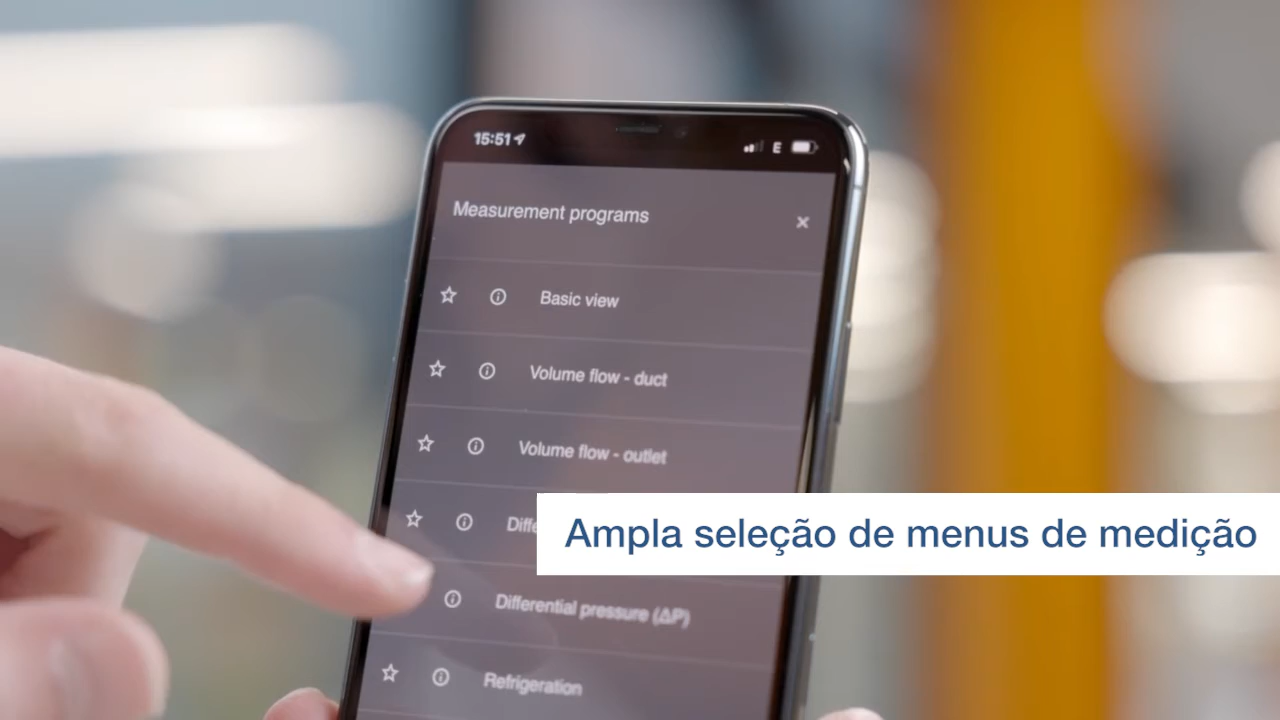 15:51
E
Measurement programs
Basic view
Volume flow - duct
Volume flow - outlet
Ampla seleção de menus de medição
Differential pressure (ΔP)
Refrigeration